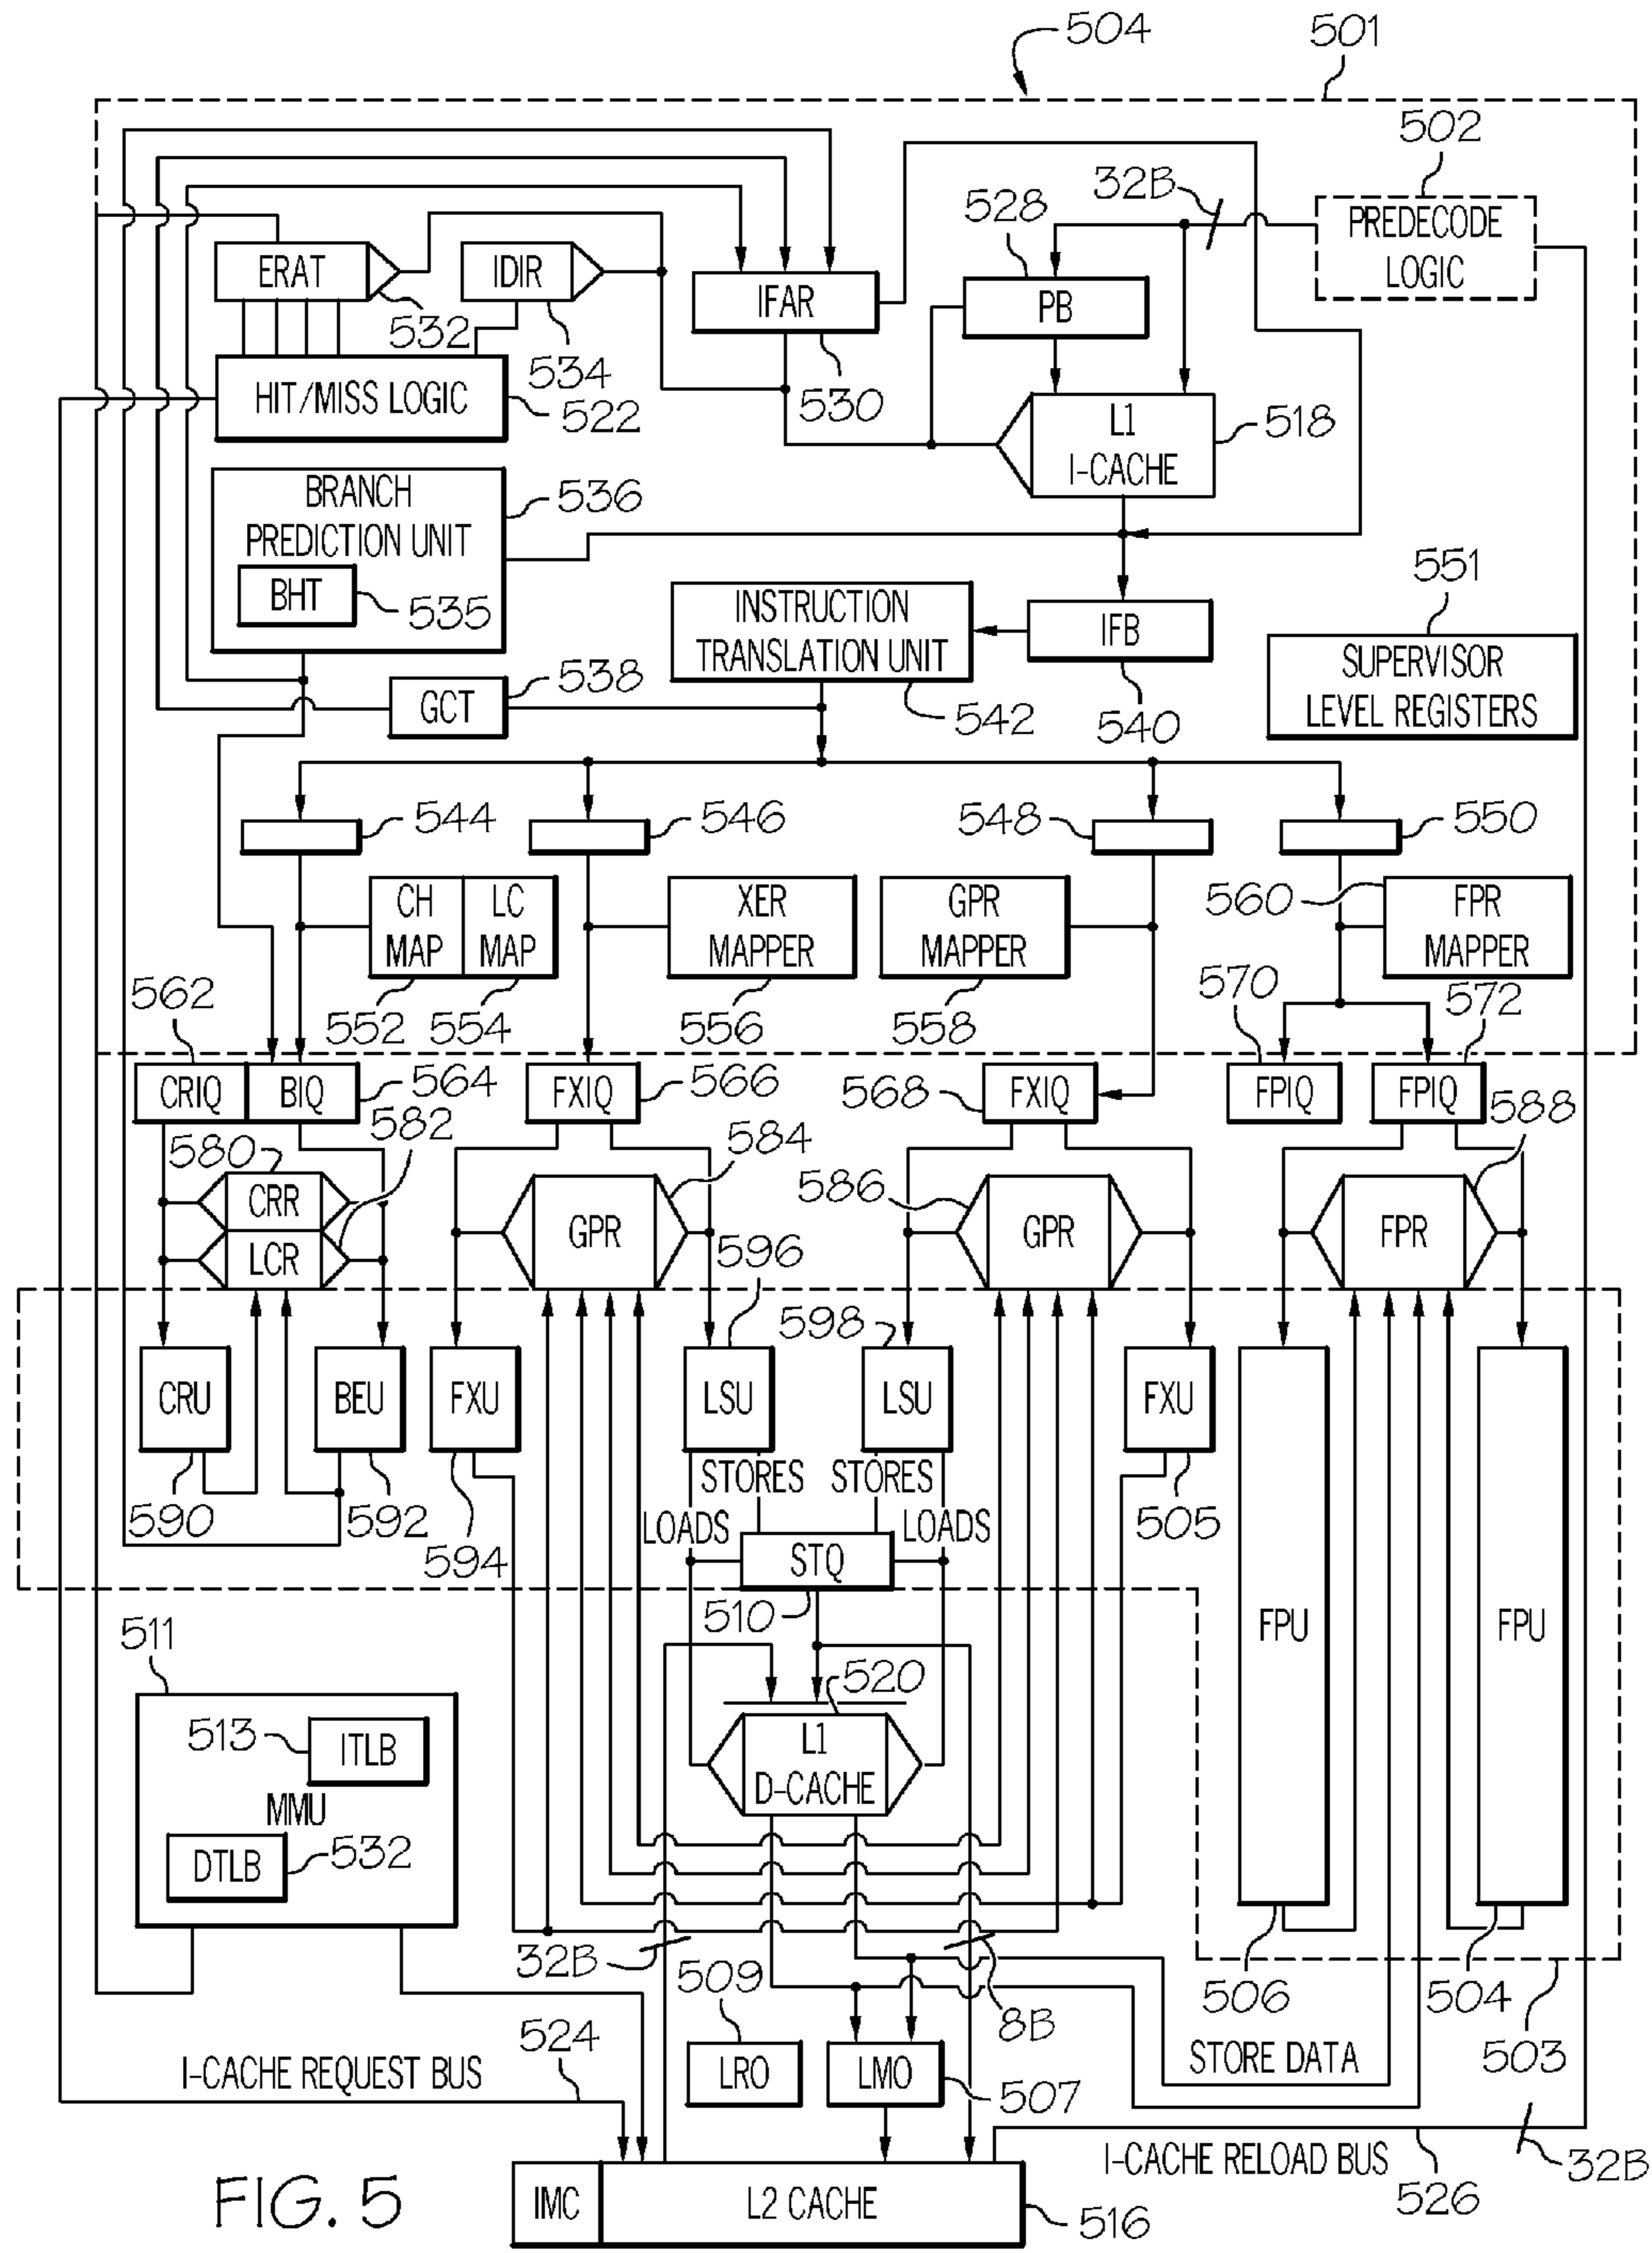 504
501
502
32B
528
PREDECODE
LOGIC
ERAT
IDIR
IFAR
PB
532
534
530
HIT/MISS LOGIC
522
L1
I-CACHE
518
BRANCH
PREDICTION UNIT
536
BHT
535
INSTRUCTION
TRANSLATION UNIT
IFB
551
SUPERVISOR
LEVEL REGISTERS
GCT
538
542
540
544
546
548
550
CH
MAP
LC
MAP
XER
MAPPER
GPR
MAPPER
560
FPR
MAPPER
562
552
554
556
558
570
572
CRIQ
BIQ
564
FXIQ
566
568
FXIQ
FPIQ
FPIQ
588
582
580
584
586
CRR
LCR
GPR
GPR
FPR
596
598
CRU
BEU
FXU
LSU
LSU
FXU
STORES
STORES
590
592
594
LOADS
LOADS
505
STQ
510
FPU
FPU
511
520
513
ITLB
MMU
DTLB
532
L1
D-CACHE
32B
509
8B
506
504
503
524
I-CACHE REQUEST BUS
LRO
LMO
507
STORE DATA
I-CACHE RELOAD BUS
526
32B
FIG. 5
IMC
L2 CACHE
516